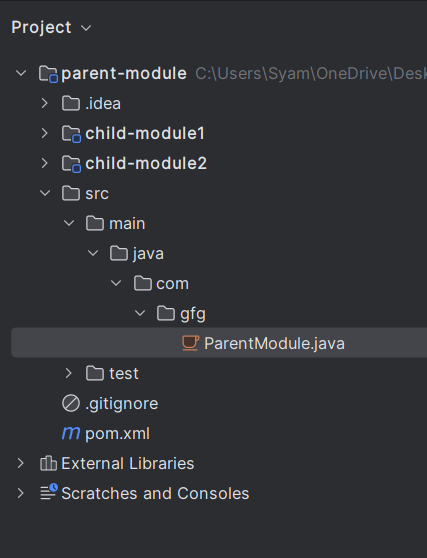 Project
parent-module C:\Users\Syam\OneDrive\Desk
.idea
child-module1
child-module2
src
main
java
com
gfg
ParentModule.java
test
.gitignore
pom.xml
External Libraries
Scratches and Consoles